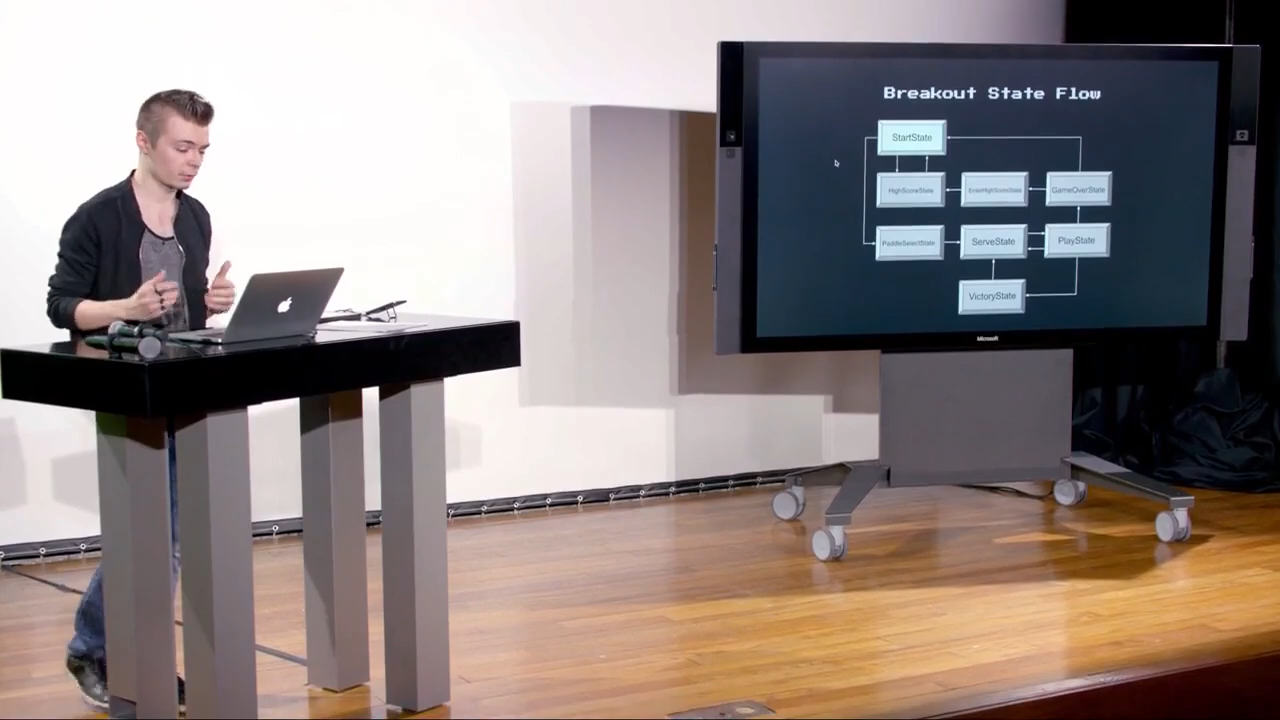 Breakout State Flow
StartState
HighScoreState
EnterHighScoreState
GameOverState
PaddleSelectState
ServeState
PlayState
VictoryState
Microsoft